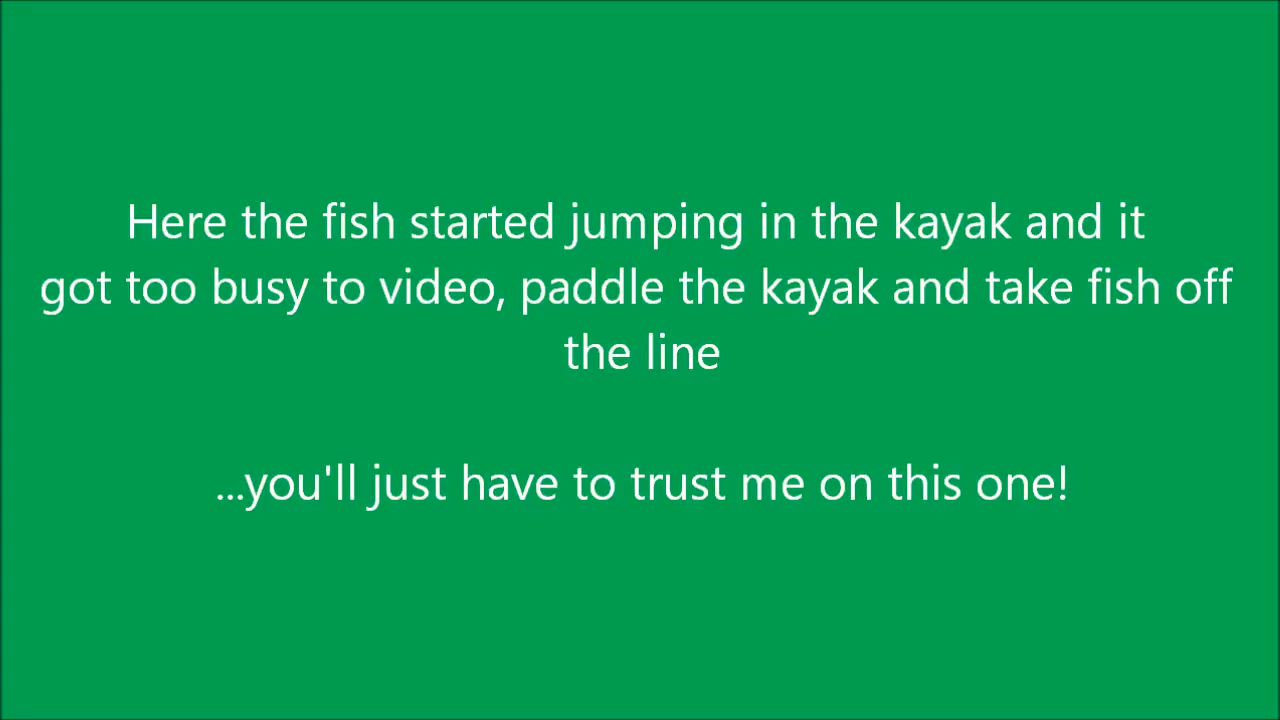 Here the fish started jumping in the kayak and it
got too busy to video, paddle the kayak and take fish off
the line
...you'll just have to trust me on this one!